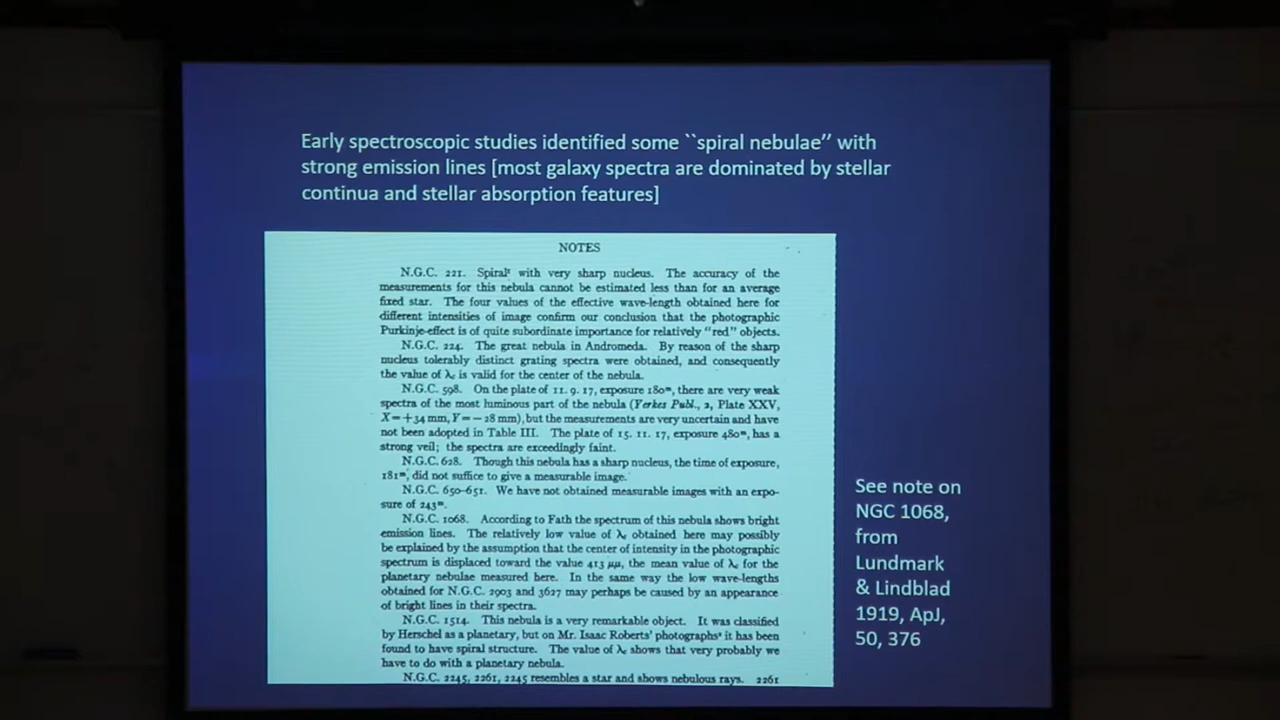 Early spectroscopic studies identified some ``spiral nebulae” with
strong emission lines [most galaxy spectra are dominated by stellar
continua and stellar absorption features]
NOTES
N.G.C. 221. Spiral¹ with very sharp nucleus. The accuracy of the
measurements for this nebula cannot be estimated less than for an average
fixed star. The four values of the effective wave-length obtained here for
different intensities of image confirm our conclusion that the photographic
Purkinje-effect is of quite subordinate importance for relatively "red" objects.
N.G.C. 224. The great nebula in Andromeda. By reason of the sharp
nucleus tolerably distinct grating spectra were obtained, and consequently
the value of λₑ is valid for the center of the nebula.
N.G.C. 598. On the plate of 11. 9. 17, exposure 180ᵐ, there are very weak
spectra of the most luminous part of the nebula (Yerkes Publ., 2, Plate XXV,
X=+34 mm, Y=−28 mm), but the measurements are very uncertain and have
not been adopted in Table III. The plate of 15. 11. 17, exposure 480ᵐ, has a
strong veil; the spectra are exceedingly faint.
N.G.C. 628. Though this nebula has a sharp nucleus, the time of exposure,
181ᵐ, did not suffice to give a measurable image.
N.G.C. 650–651. We have not obtained measurable images with an expo-
sure of 243ᵐ.
N.G.C. 1068. According to Fath the spectrum of this nebula shows bright
emission lines. The relatively low value of λₑ obtained here may possibly
be explained by the assumption that the center of intensity in the photographic
spectrum is displaced toward the value 413 μμ, the mean value of λₑ for the
planetary nebulae measured here. In the same way the low wave-lengths
obtained for N.G.C. 2903 and 3627 may perhaps be caused by an appearance
of bright lines in their spectra.
N.G.C. 1514. This nebula is a very remarkable object. It was classified
by Herschel as a planetary, but on Mr. Isaac Roberts' photographs² it has been
found to have spiral structure. The value of λₑ shows that very probably we
have to do with a planetary nebula.
N.G.C. 2245, 2261, 2245 resembles a star and shows nebulous rays. 2261
See note on
NGC 1068,
from
Lundmark
& Lindblad
1919, ApJ,
50, 376